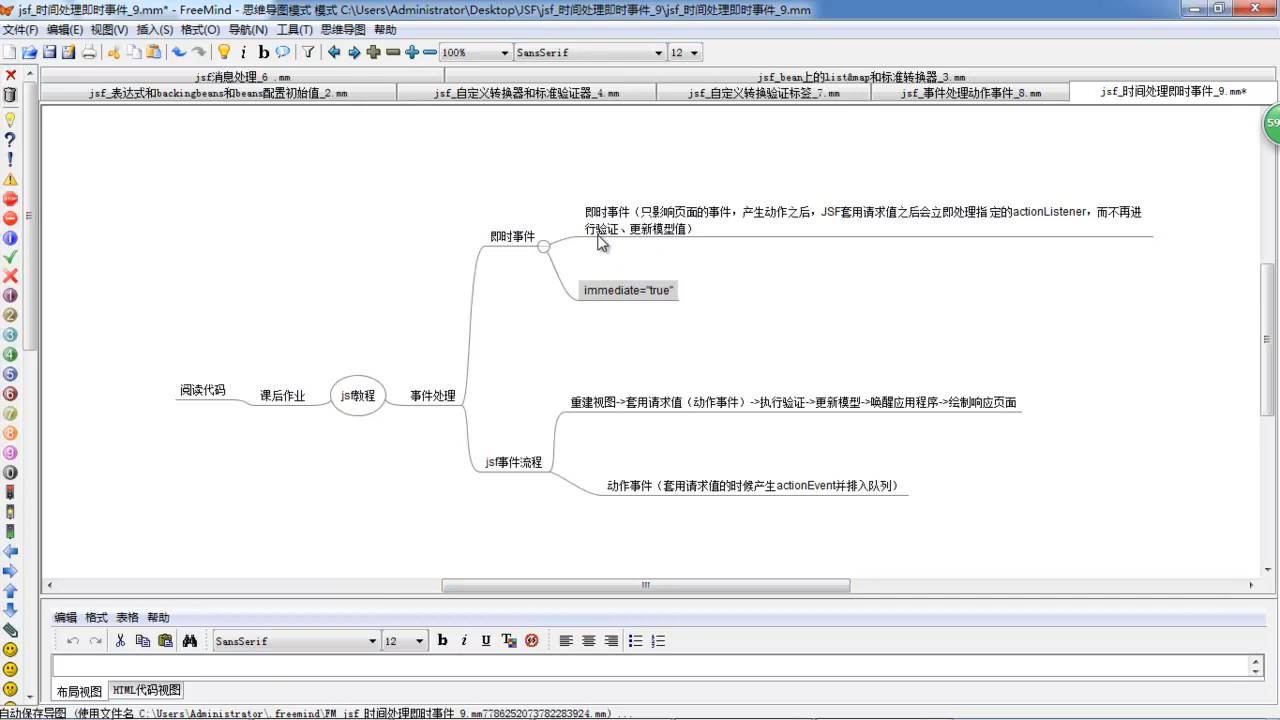 jsf_时间处理即时事件_9.mm* - FreeMind - 思维导图模式 模式 C:\Users\Administrator\Desktop\JSF\jsf_时间处理即时事件_9\jsf_时间处理即时事件_9.mm
文件(F) 编辑(E) 视图(V) 插入(S) 格式(O) 导航(N) 工具(T) 思维导图 帮助
100% SansSerif 12
jsf消息处理_6 .mm jsf_bean上的list&map和标准转换器_3.mm
jsf_表达式和backingbeans和beans配置初始值_2.mm jsf_自定义转换器和标准验证器_4.mm jsf_自定义转换验证标签_7.mm jsf_事件处理动作事件_8.mm jsf_时间处理即时事件_9.mm*
59
即时事件（只影响页面的事件，产生动作之后，JSF套用请求值之后会立即处理指定的actionListener，而不再进
行验证、更新模型值）
即时事件
immediate="true"
阅读代码 课后作业 jsf教程 事件处理
重建视图->套用请求值（动作事件）->执行验证->更新模型->唤醒应用程序->绘制响应页面
jsf事件流程
动作事件（套用请求值的时候产生actionEvent并排入队列）
编辑 格式 表格 帮助
SansSerif 12
布局视图 HTML代码视图
自动保存导图 (使用文件名 C:\Users\Administrator\.freemind\FM_jsf_时间处理即时事件_9.mm7786252073782283924.mm) ...